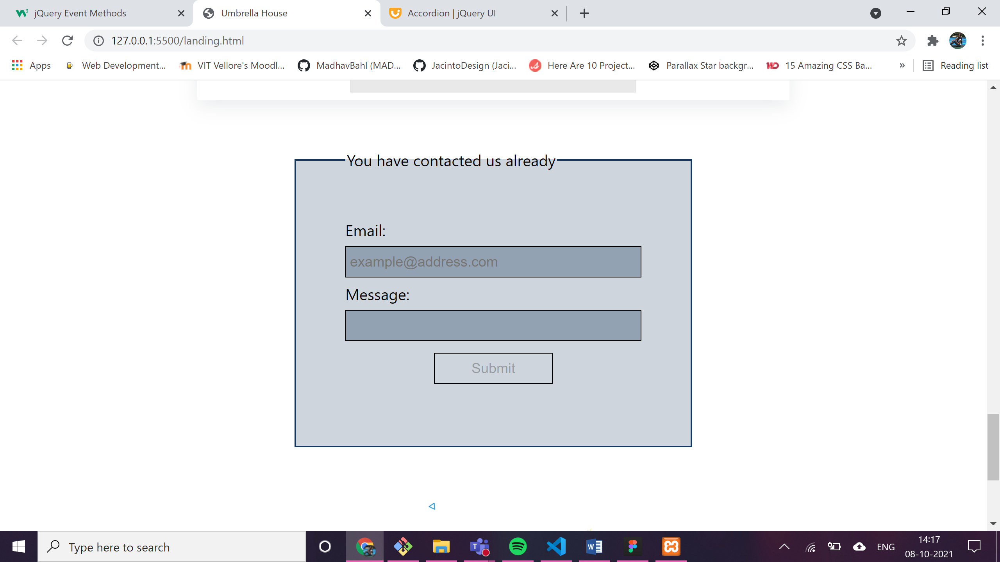 jQuery Event Methods
Umbrella House
Accordion | jQuery UI
127.0.0.1:5500/landing.html
Apps
Web Development...
VIT Vellore's Moodl...
MadhavBahl (MAD...
JacintoDesign (Jaci...
Here Are 10 Project...
Parallax Star backgr...
15 Amazing CSS Ba...
»
Reading list
You have contacted us already
Email:
example@address.com
Message:
Submit
Type here to search
ENG
14:17
08-10-2021